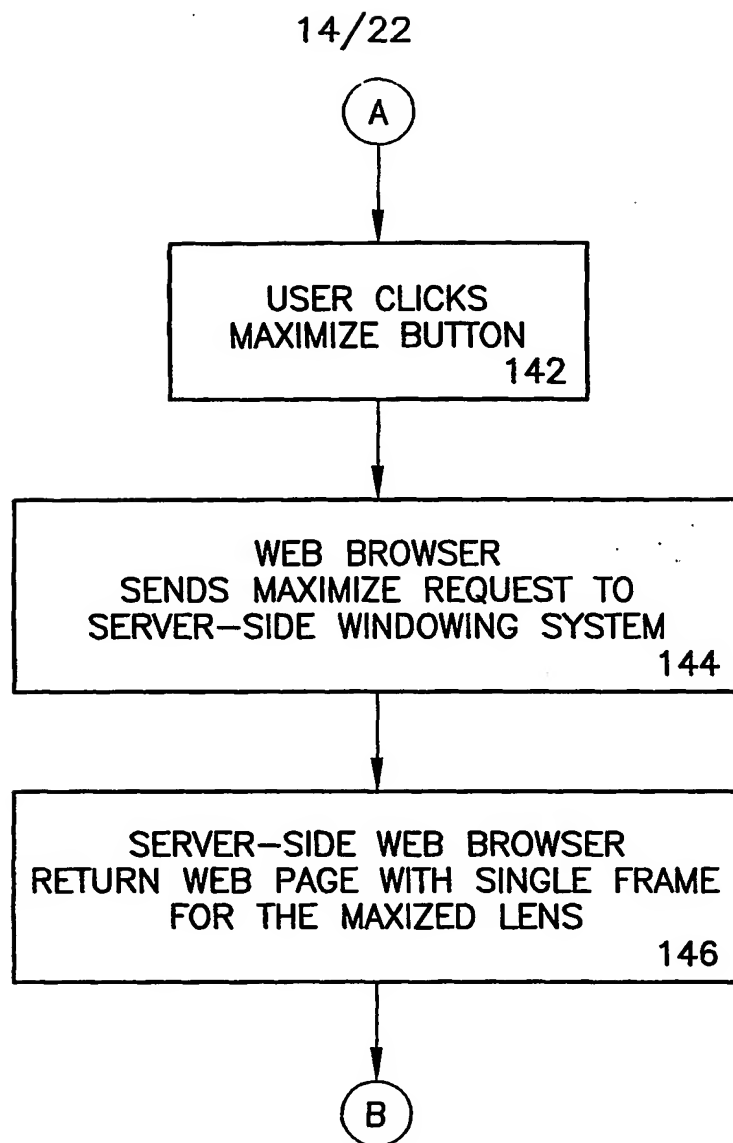 14/22
A
USER CLICKS
MAXIMIZE BUTTON
142
WEB BROWSER
SENDS MAXIMIZE REQUEST TO
SERVER-SIDE WINDOWING SYSTEM
144
SERVER-SIDE WEB BROWSER
RETURN WEB PAGE WITH SINGLE FRAME
FOR THE MAXIZED LENS
146
B